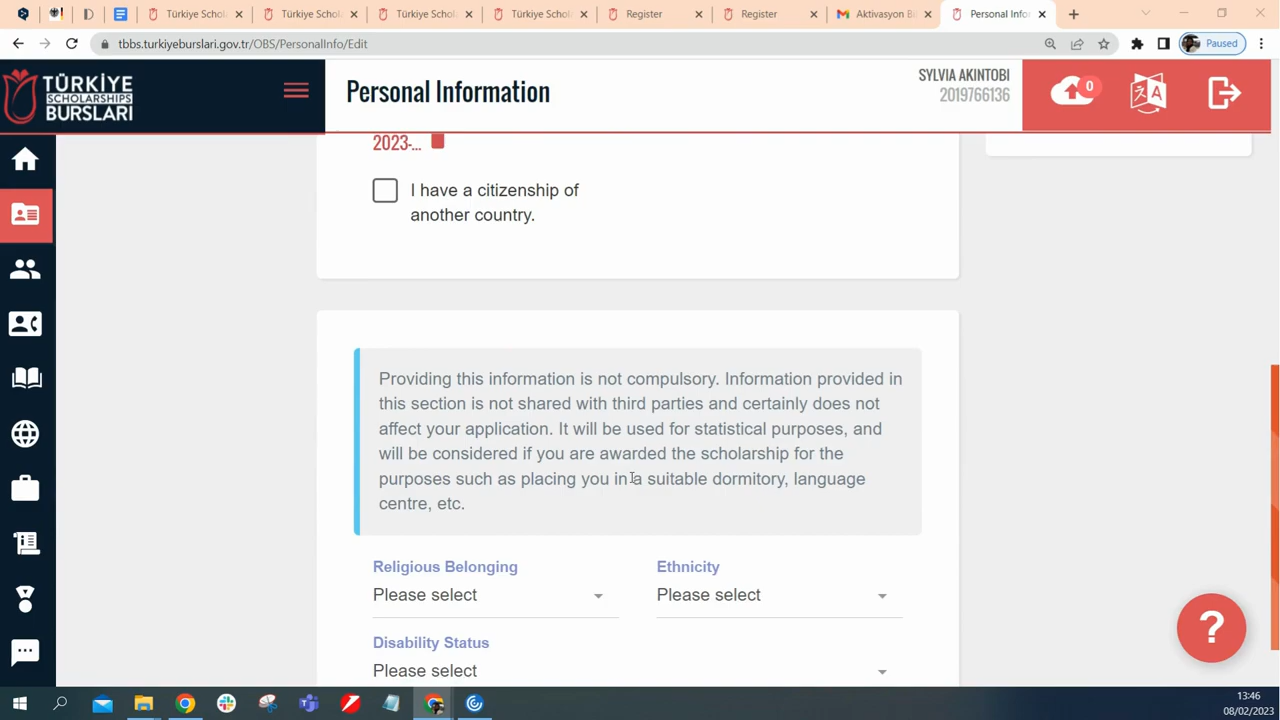 Türkiye Schol
Türkiye Schol
Türkiye Schol
Türkiye Schol
Register
Register
Aktivasyon Bi
Personal Infor
tbbs.turkiyeburslari.gov.tr/OBS/PersonalInfo/Edit
Paused
TÜRKİYE
SCHOLARSHIPS
BURSLARI
Personal Information
SYLVIA AKINTOBI
2019766136
0
2023-...
I have a citizenship of
another country.
Providing this information is not compulsory. Information provided in
this section is not shared with third parties and certainly does not
affect your application. It will be used for statistical purposes, and
will be considered if you are awarded the scholarship for the
purposes such as placing you in a suitable dormitory, language
centre, etc.
Religious Belonging
Ethnicity
Please select
Please select
Disability Status
Please select
?
13:46
08/02/2023